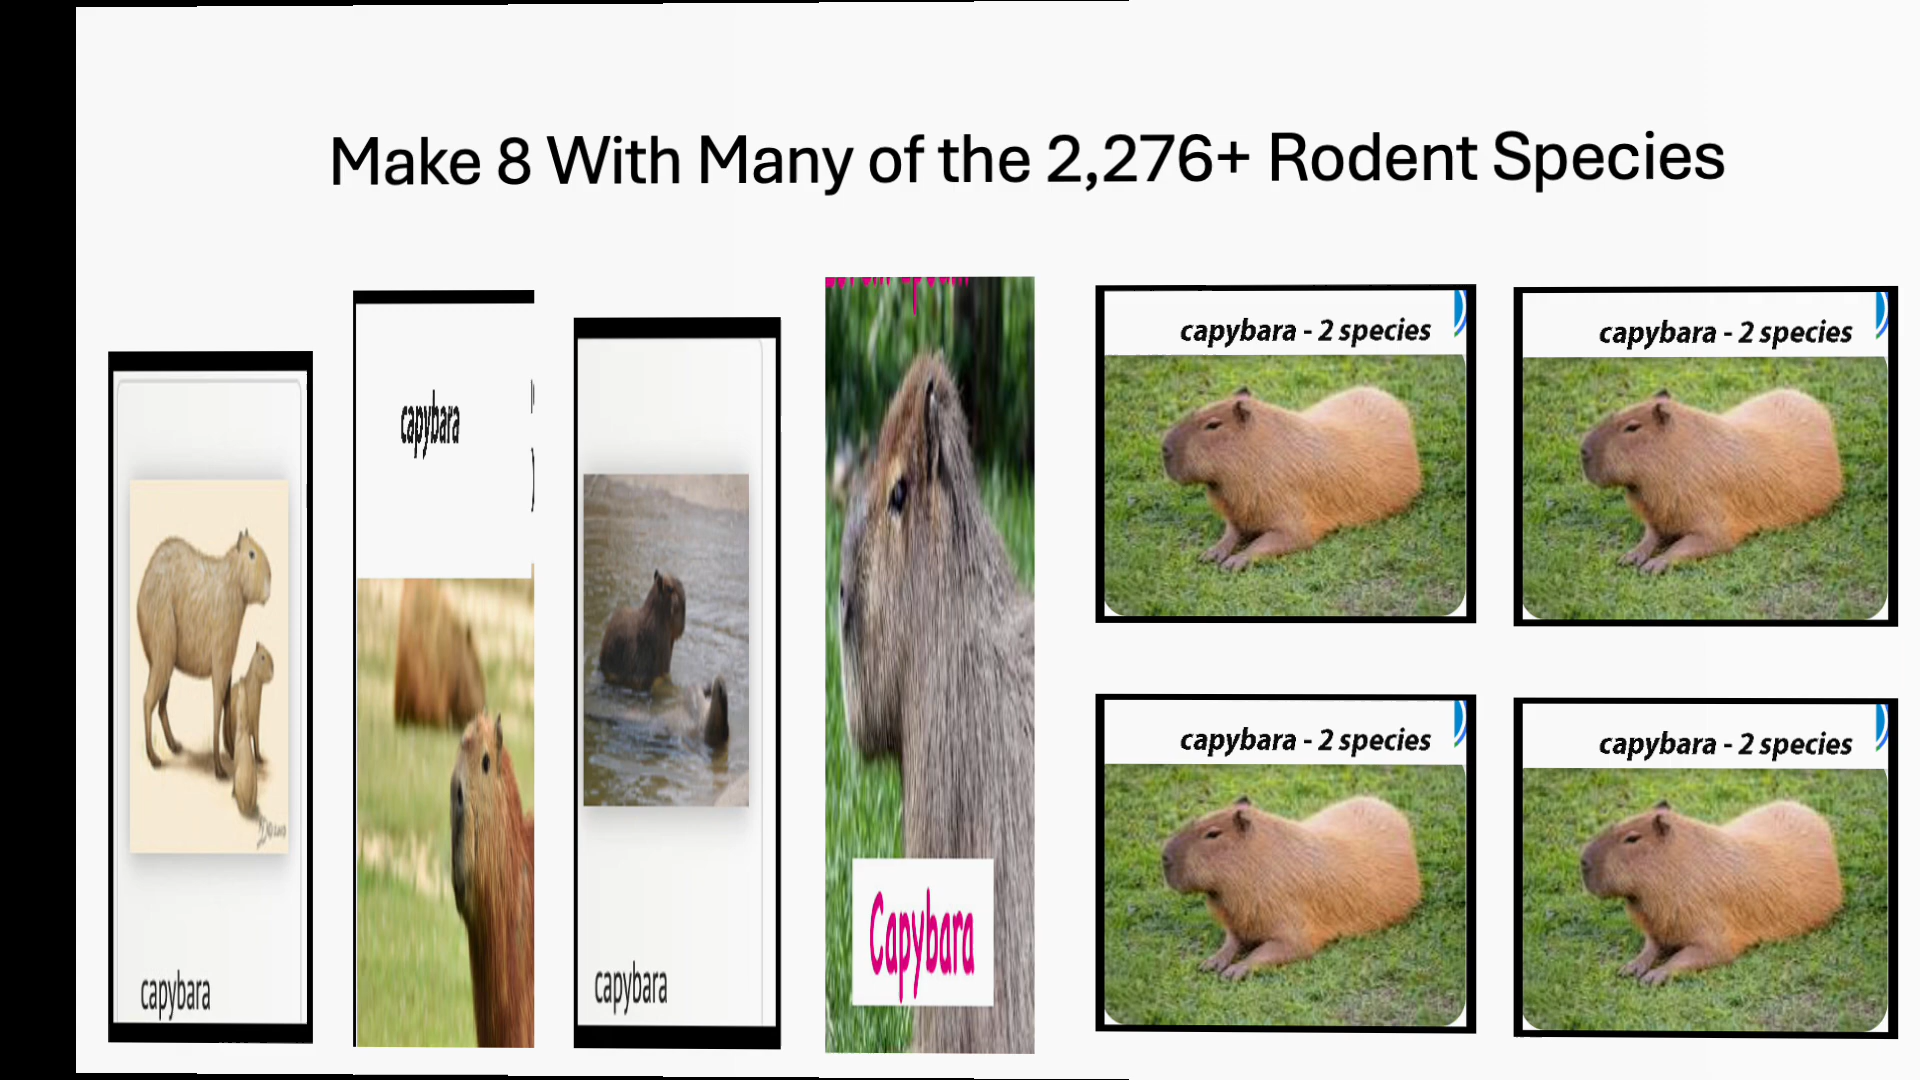 Make 8 With Many of the 2,276+ Rodent Species
capybara
capybara
capybara
Capybara
capybara - 2 species
capybara - 2 species
capybara - 2 species
capybara - 2 species